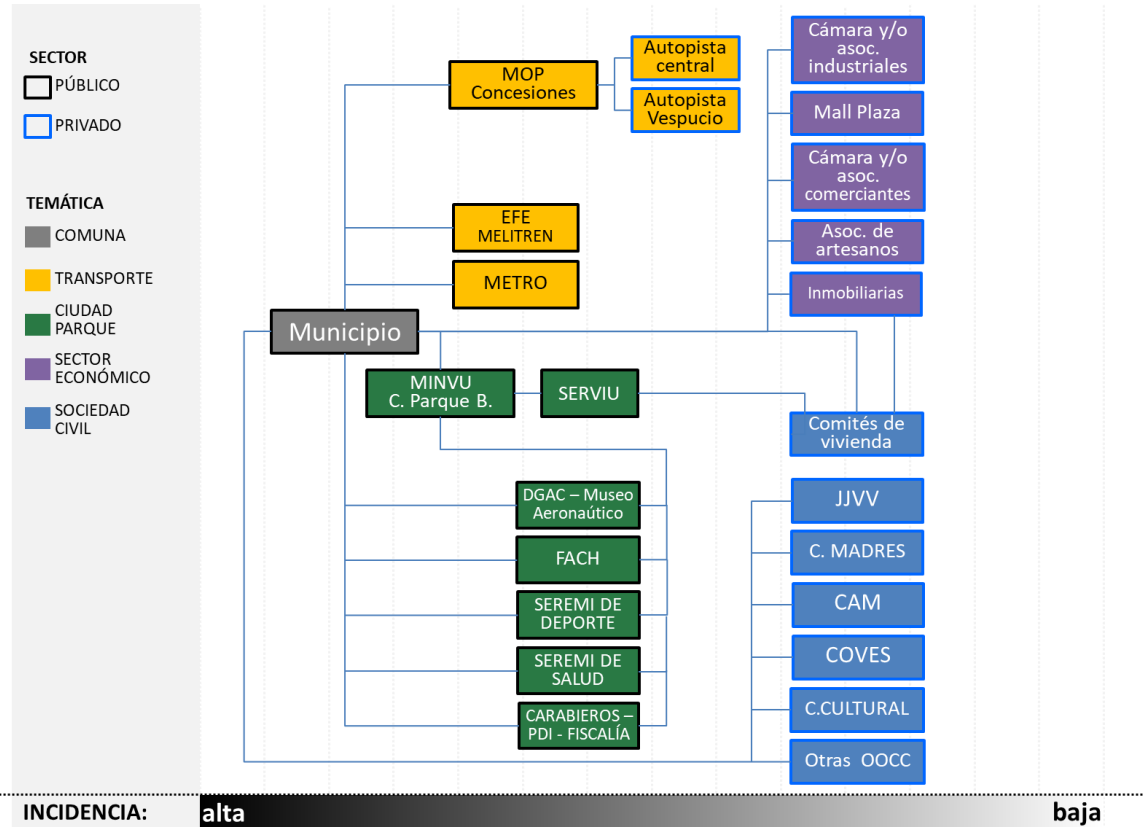 SECTOR
PÚBLICO
PRIVADO
TEMÁTICA
COMUNA
TRANSPORTE
CIUDAD
PARQUE
SECTOR
ECONÓMICO
SOCIEDAD
CIVIL
MOP
Concesiones
Autopista
central
Autopista
Vespucio
EFE
MELITREN
METRO
Municipio
MINVU
C. Parque B.
SERVIU
DGAC – Museo
Aeronaútico
FACH
SEREMI DE
DEPORTE
SEREMI DE
SALUD
CARABIEROS –
PDI - FISCALÍA
Cámara y/o
asoc.
industriales
Mall Plaza
Cámara y/o
asoc.
comerciantes
Asoc. de
artesanos
Inmobiliarias
Comités de
vivienda
JJVV
C. MADRES
CAM
COVES
C.CULTURAL
Otras OOCC
INCIDENCIA: alta baja